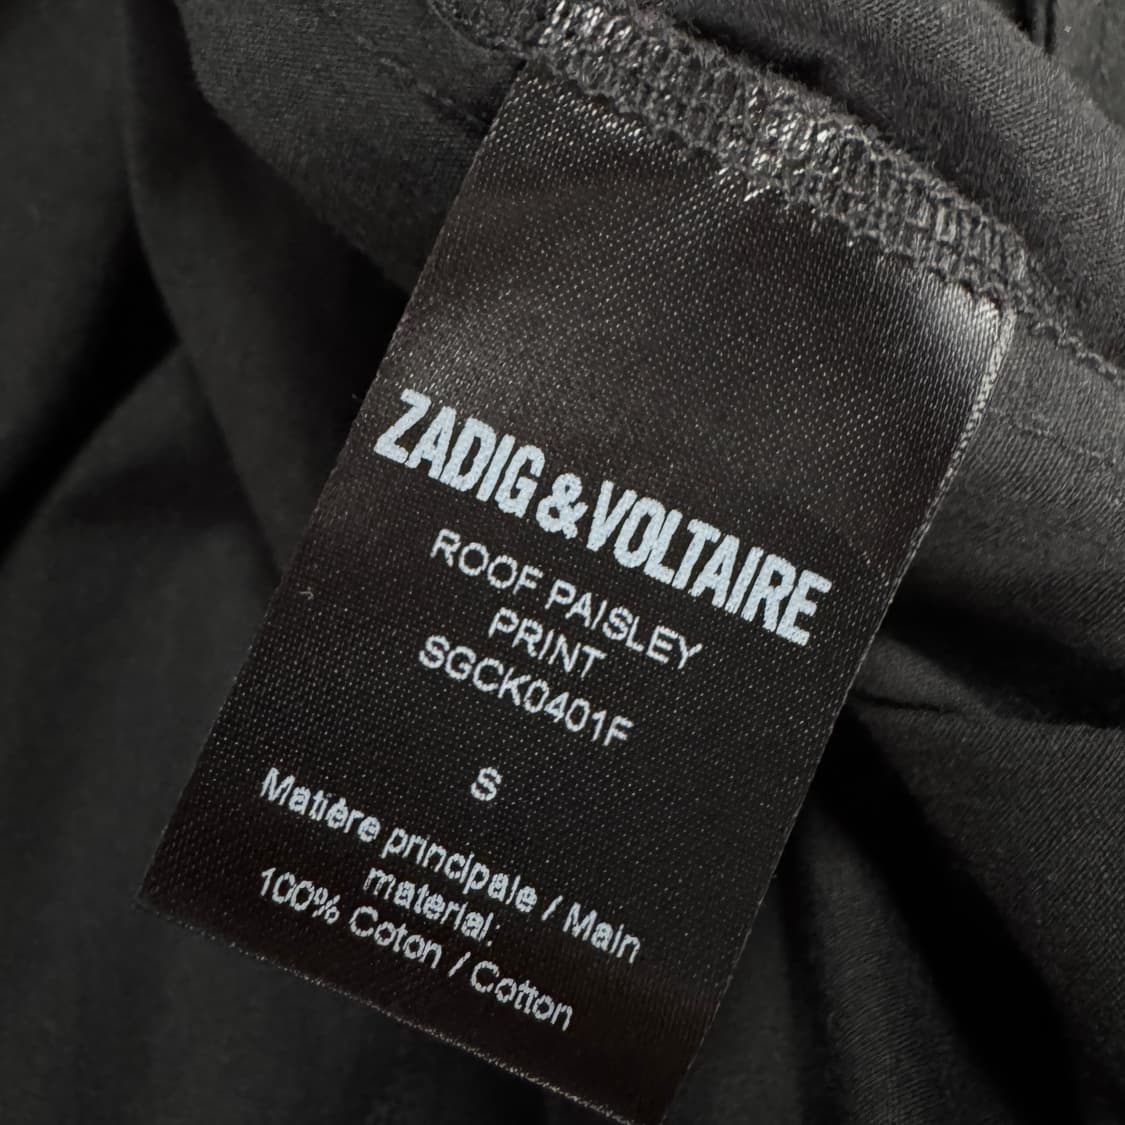 ZADIG & VOLTAIRE
ROOF PAISLEY
PRINT
SGCK0401F
S
Matière principale / Main
material:
100% Coton / Cotton